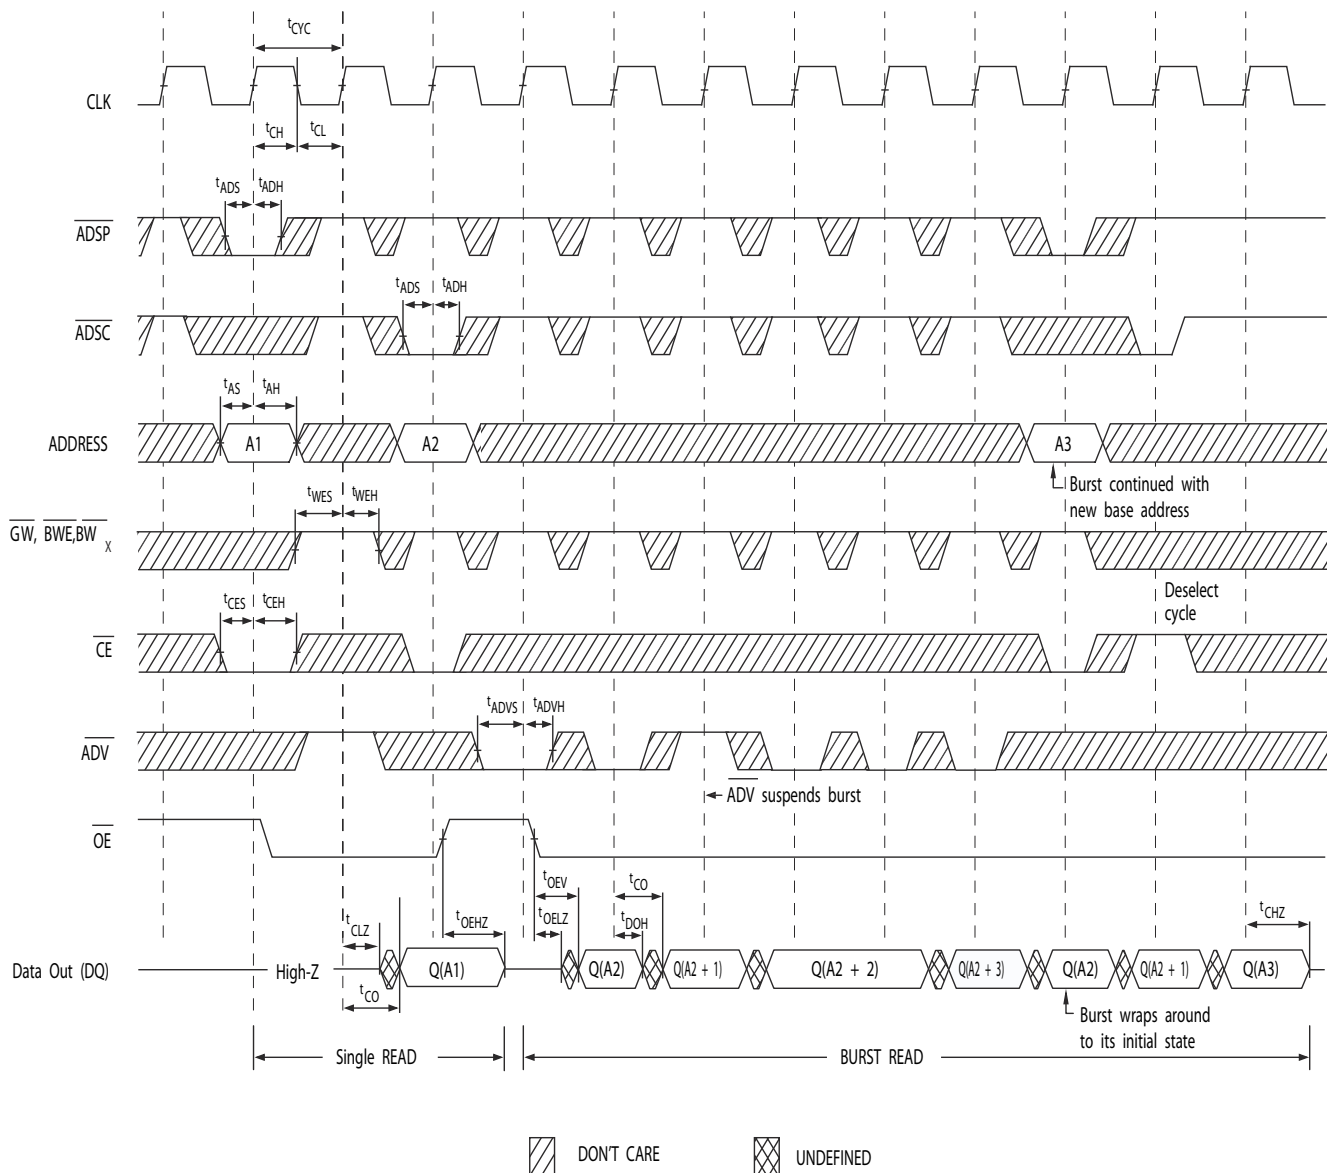 tCYC
CLK
tCH tCL
tADS tADH
ADSP
tADS tADH
ADSC
tAS tAH
ADDRESS A1 A2 A3
Burst continued with
new base address
tWES tWEH
GW, BWE,BW X
Deselect
cycle
tCES tCEH
CE
tADVS tADVH
ADV
ADV suspends burst
OE
tOEV tCO
tCLZ tOEHZ tOELZ tDOH tCHZ
Data Out (DQ) High-Z Q(A1) Q(A2) Q(A2 + 1) Q(A2 + 2) Q(A2 + 3) Q(A2) Q(A2 + 1) Q(A3)
tCO
Burst wraps around
to its initial state
Single READ BURST READ
DON'T CARE UNDEFINED